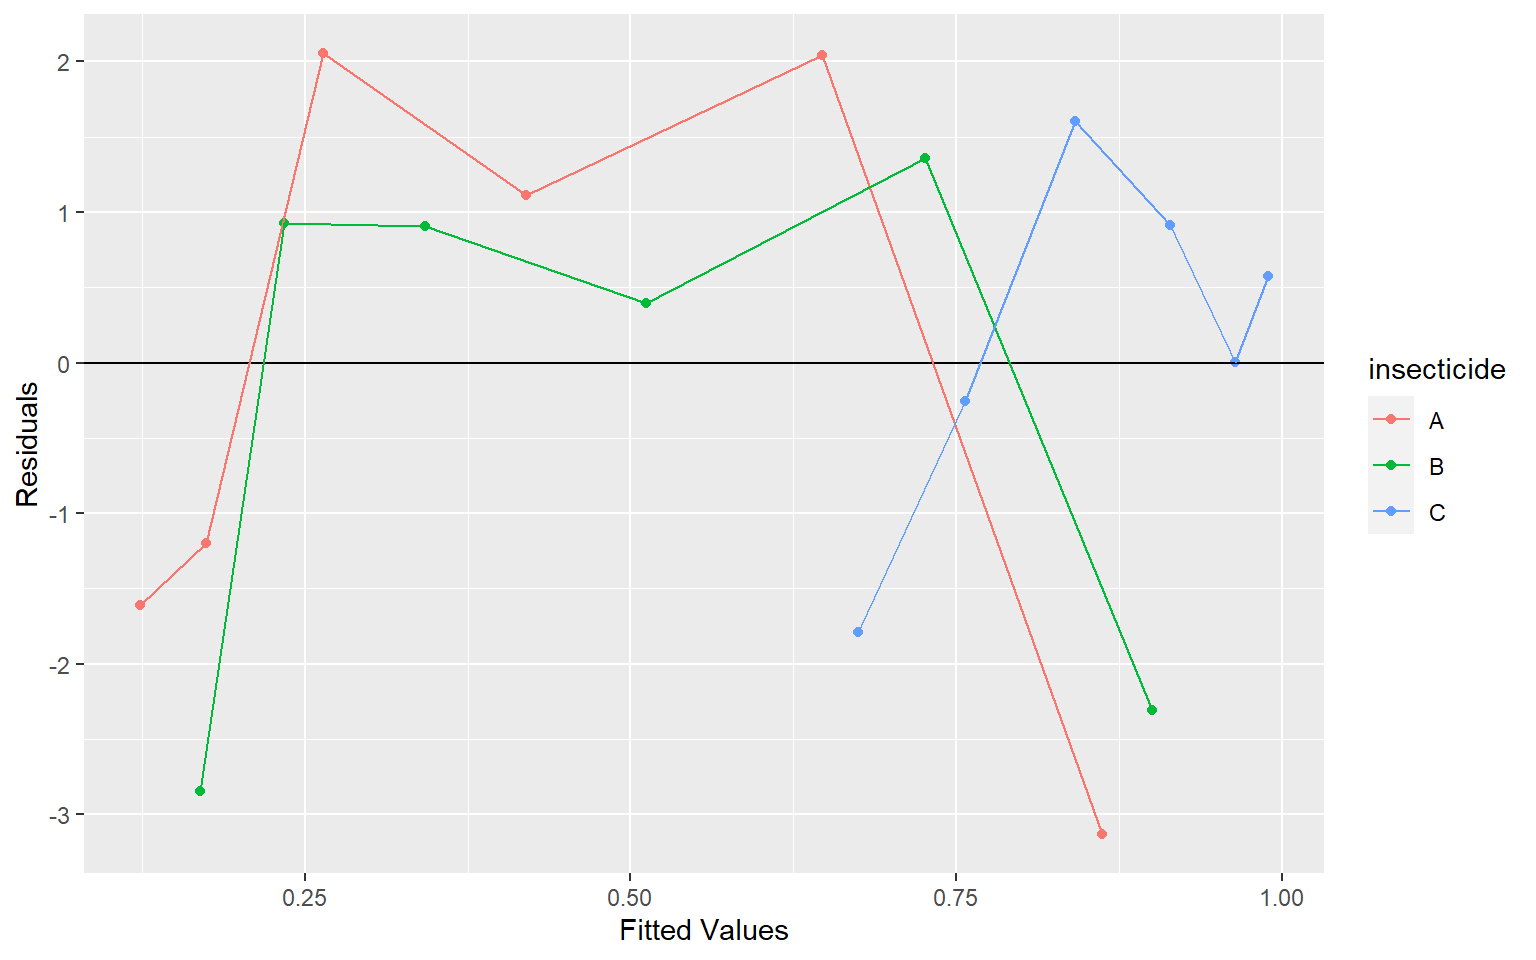 2
1
0
-1
-2
-3
Residuals
0.25 0.50 0.75 1.00
Fitted Values
insecticide
A
B
C